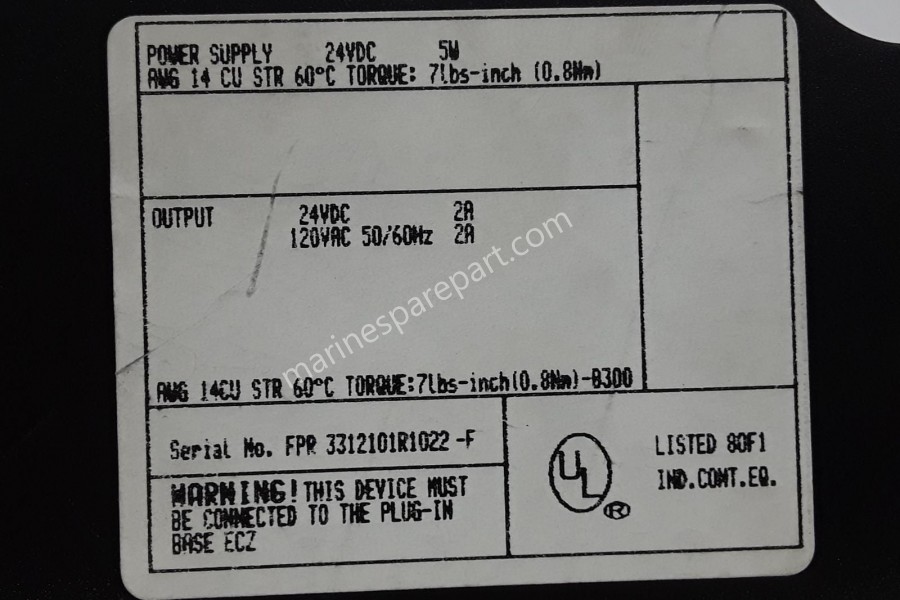 POWER SUPPLY 24VDC 5W
AWG 14 CU STR 60°C TORQUE: 7lbs-inch (0.8Nm)
OUTPUT 24VDC 2A
120VAC 50/60Hz 2A
marinesparepart.com
AWG 14CU STR 60°C TORQUE:7lbs-inch(0.8Nm)-B300
Serial No. FPR 3312101R1022 -F
WARNING! THIS DEVICE MUST
BE CONNECTED TO THE PLUG-IN
BASE ECZ
UL ®
LISTED 80F1
IND.CONT.EQ.